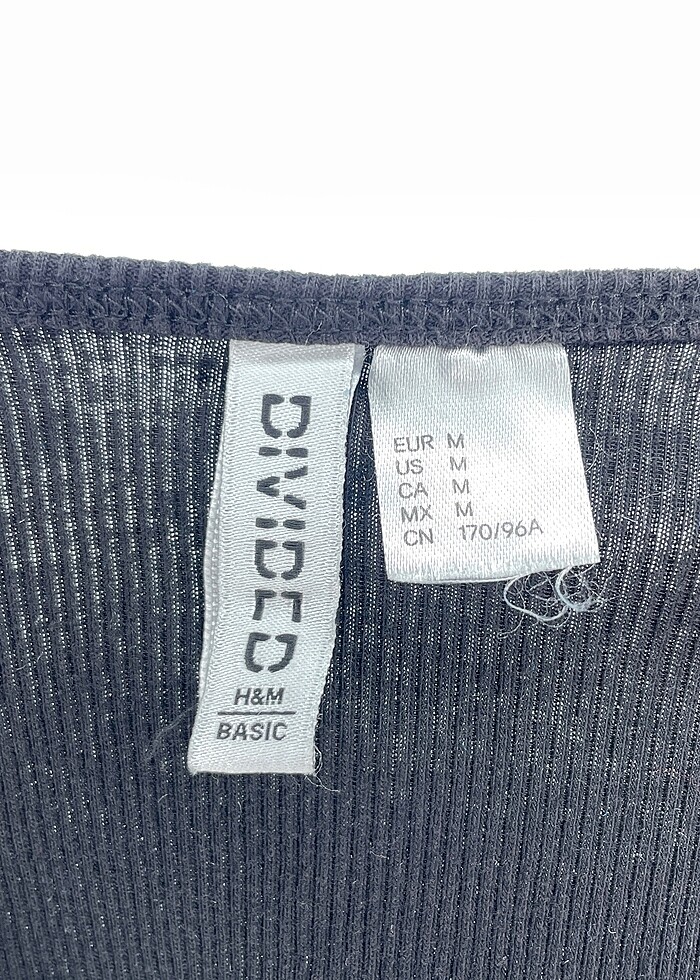 DIVIDED
H&M
BASIC
EUR M
US M
CA M
MX M
CN 170/96A